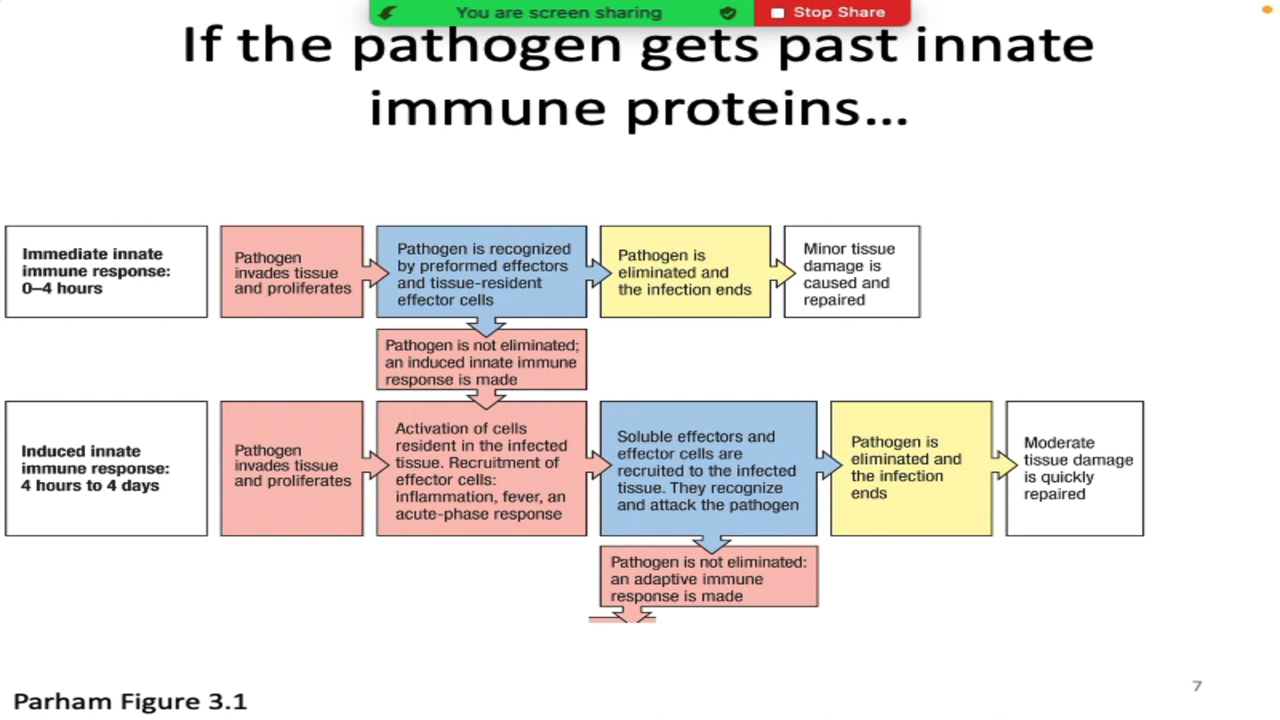 You are screen sharing
Stop Share
If the pathogen gets past innate
immune proteins...
Immediate innate
immune response:
0–4 hours
Pathogen
invades tissue
and proliferates
Pathogen is recognized
by preformed effectors
and tissue-resident
effector cells
Pathogen is
eliminated and
the infection ends
Minor tissue
damage is
caused and
repaired
Pathogen is not eliminated;
an induced innate immune
response is made
Induced innate
immune response:
4 hours to 4 days
Pathogen
invades tissue
and proliferates
Activation of cells
resident in the infected
tissue. Recruitment of
effector cells:
inflammation, fever, an
acute-phase response
Soluble effectors and
effector cells are
recruited to the infected
tissue. They recognize
and attack the pathogen
Pathogen is
eliminated and
the infection
ends
Moderate
tissue damage
is quickly
repaired
Pathogen is not eliminated:
an adaptive immune
response is made
7
Parham Figure 3.1